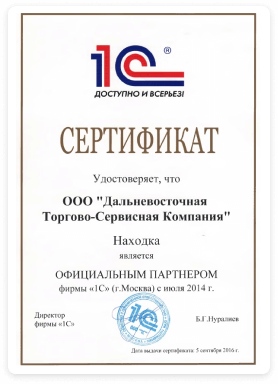 1С®
ДОСТУПНО И ВСЕРЬЕЗ!
СЕРТИФИКАТ
Удостоверяет, что
ООО "Дальневосточная
Торгово-Сервисная Компания"
Находка
является
ОФИЦИАЛЬНЫМ ПАРТНЕРОМ
фирмы «1С» (г.Москва) с июля 2014 г.
Директор
фирмы «1С»
1С
Б.Г.Нуралиев
Дата выдачи сертификата: 5 сентября 2016 г.